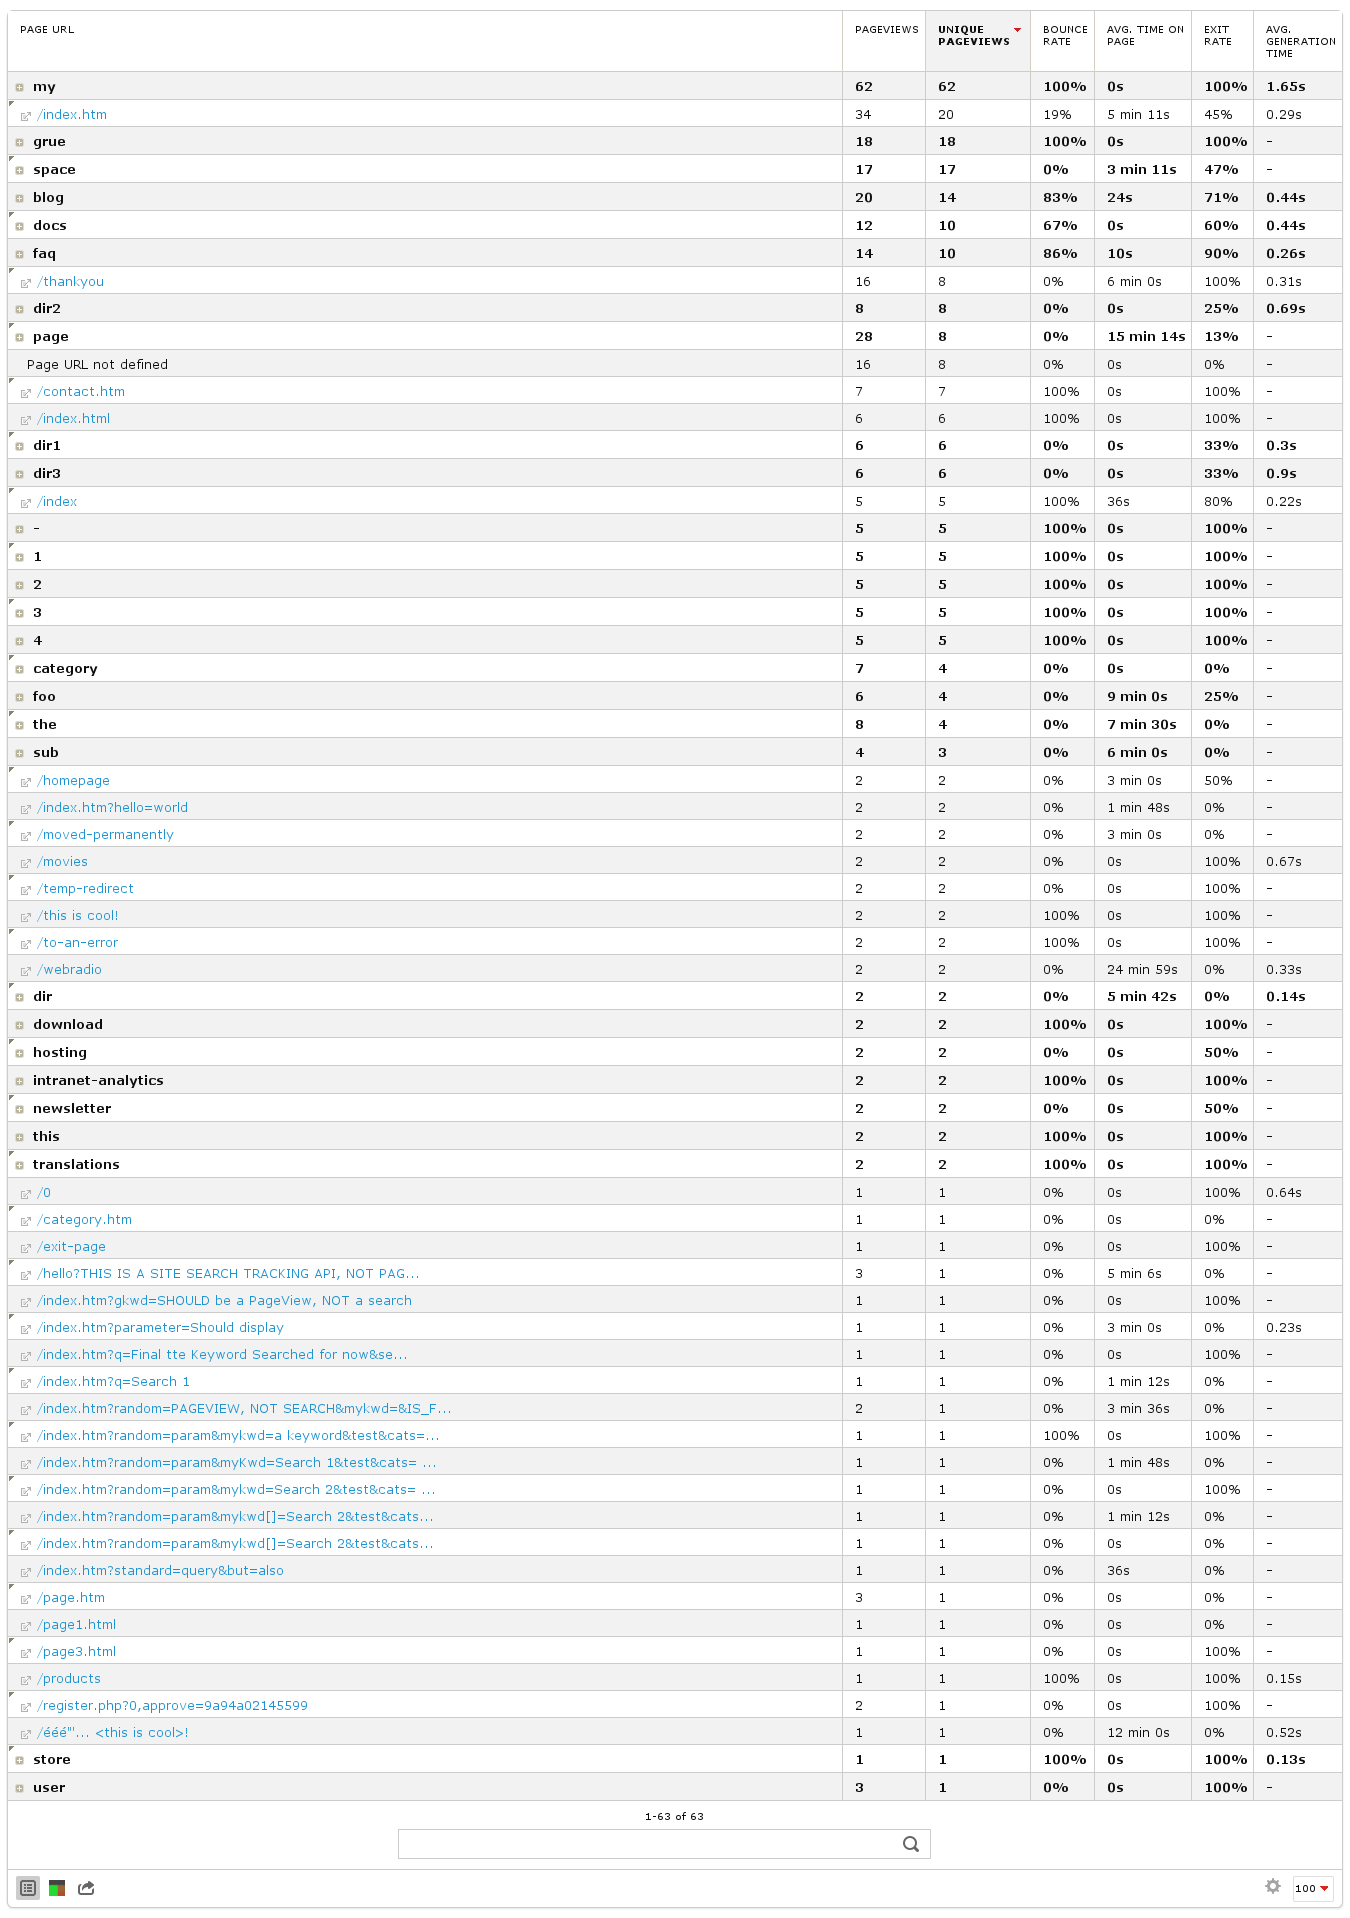 PAGE URL PAGEVIEWS UNIQUE PAGEVIEWS BOUNCE RATE AVG. TIME ON PAGE EXIT RATE AVG. GENERATION TIME
my 62 62 100% 0s 100% 1.65s
/index.htm 34 20 19% 5 min 11s 45% 0.29s
grue 18 18 100% 0s 100% -
space 17 17 0% 3 min 11s 47% -
blog 20 14 83% 24s 71% 0.44s
docs 12 10 67% 0s 60% 0.44s
faq 14 10 86% 10s 90% 0.26s
/thankyou 16 8 0% 6 min 0s 100% 0.31s
dir2 8 8 0% 0s 25% 0.69s
page 28 8 0% 15 min 14s 13% -
Page URL not defined 16 8 0% 0s 0% -
/contact.htm 7 7 100% 0s 100% -
/index.html 6 6 100% 0s 100% -
dir1 6 6 0% 0s 33% 0.3s
dir3 6 6 0% 0s 33% 0.9s
/index 5 5 100% 36s 80% 0.22s
- 5 5 100% 0s 100% -
1 5 5 100% 0s 100% -
2 5 5 100% 0s 100% -
3 5 5 100% 0s 100% -
4 5 5 100% 0s 100% -
category 7 4 0% 0s 0% -
foo 6 4 0% 9 min 0s 25% -
the 8 4 0% 7 min 30s 0% -
sub 4 3 0% 6 min 0s 0% -
/homepage 2 2 0% 3 min 0s 50% -
/index.htm?hello=world 2 2 0% 1 min 48s 0% -
/moved-permanently 2 2 0% 3 min 0s 0% -
/movies 2 2 0% 0s 100% 0.67s
/temp-redirect 2 2 0% 0s 100% -
/this is cool! 2 2 100% 0s 100% -
/to-an-error 2 2 100% 0s 100% -
/webradio 2 2 0% 24 min 59s 0% 0.33s
dir 2 2 0% 5 min 42s 0% 0.14s
download 2 2 100% 0s 100% -
hosting 2 2 0% 0s 50% -
intranet-analytics 2 2 100% 0s 100% -
newsletter 2 2 0% 0s 50% -
this 2 2 100% 0s 100% -
translations 2 2 100% 0s 100% -
/0 1 1 0% 0s 100% 0.64s
/category.htm 1 1 0% 0s 0% -
/exit-page 1 1 0% 0s 100% -
/hello?THIS IS A SITE SEARCH TRACKING API, NOT PAG... 3 1 0% 5 min 6s 0% -
/index.htm?gkwd=SHOULD be a PageView, NOT a search 1 1 0% 0s 100% -
/index.htm?parameter=Should display 1 1 0% 3 min 0s 0% 0.23s
/index.htm?q=Final tte Keyword Searched for now&se... 1 1 0% 0s 100% -
/index.htm?q=Search 1 1 1 0% 1 min 12s 0% -
/index.htm?random=PAGEVIEW, NOT SEARCH&mykwd=&IS_F... 2 1 0% 3 min 36s 0% -
/index.htm?random=param&mykwd=a keyword&test&cats=... 1 1 100% 0s 100% -
/index.htm?random=param&myKwd=Search 1&test&cats= ... 1 1 0% 1 min 48s 0% -
/index.htm?random=param&mykwd=Search 2&test&cats= ... 1 1 0% 0s 100% -
/index.htm?random=param&mykwd[]=Search 2&test&cats... 1 1 0% 1 min 12s 0% -
/index.htm?random=param&mykwd[]=Search 2&test&cats... 1 1 0% 0s 0% -
/index.htm?standard=query&but=also 1 1 0% 36s 0% -
/page.htm 3 1 0% 0s 0% -
/page1.html 1 1 0% 0s 0% -
/page3.html 1 1 0% 0s 100% -
/products 1 1 100% 0s 100% 0.15s
/register.php?0,approve=9a94a02145599 2 1 0% 0s 100% -
/ééé"'... <this is cool>! 1 1 0% 12 min 0s 0% 0.52s
store 1 1 100% 0s 100% 0.13s
user 3 1 0% 0s 100% -
1-63 of 63
100